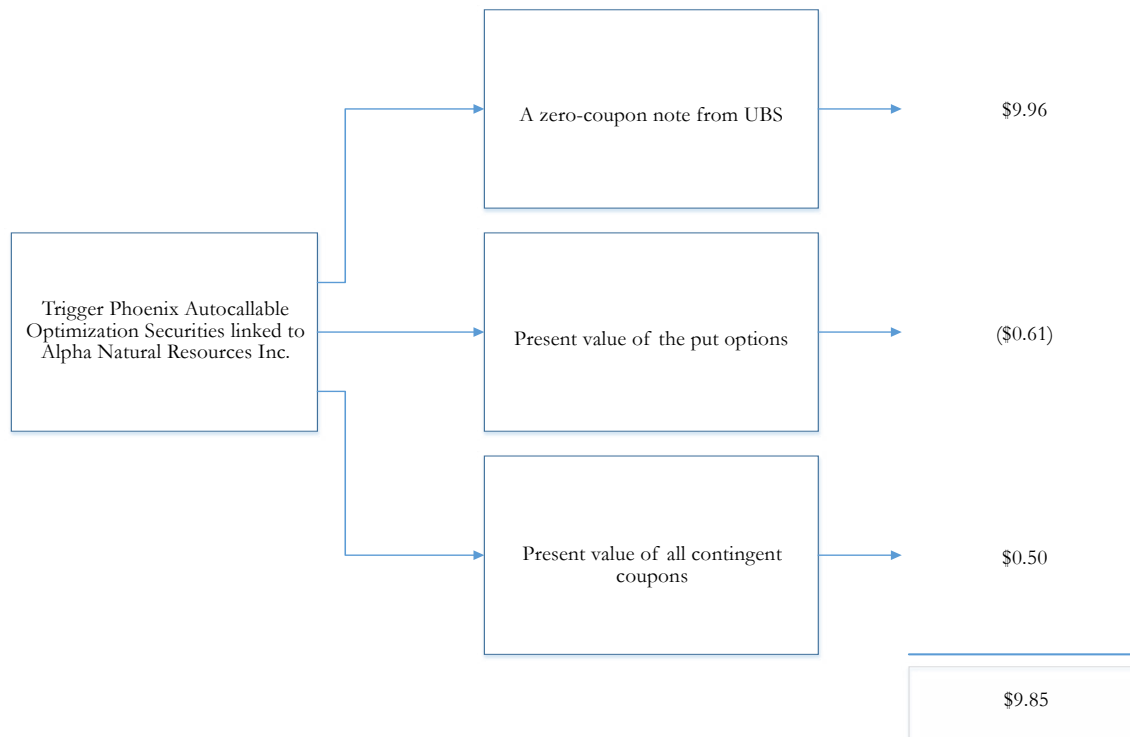 A zero-coupon note from UBS
$9.96
Trigger Phoenix Autocallable
Optimization Securities linked to
Alpha Natural Resources Inc.
Present value of the put options
($0.61)
Present value of all contingent
coupons
$0.50
$9.85